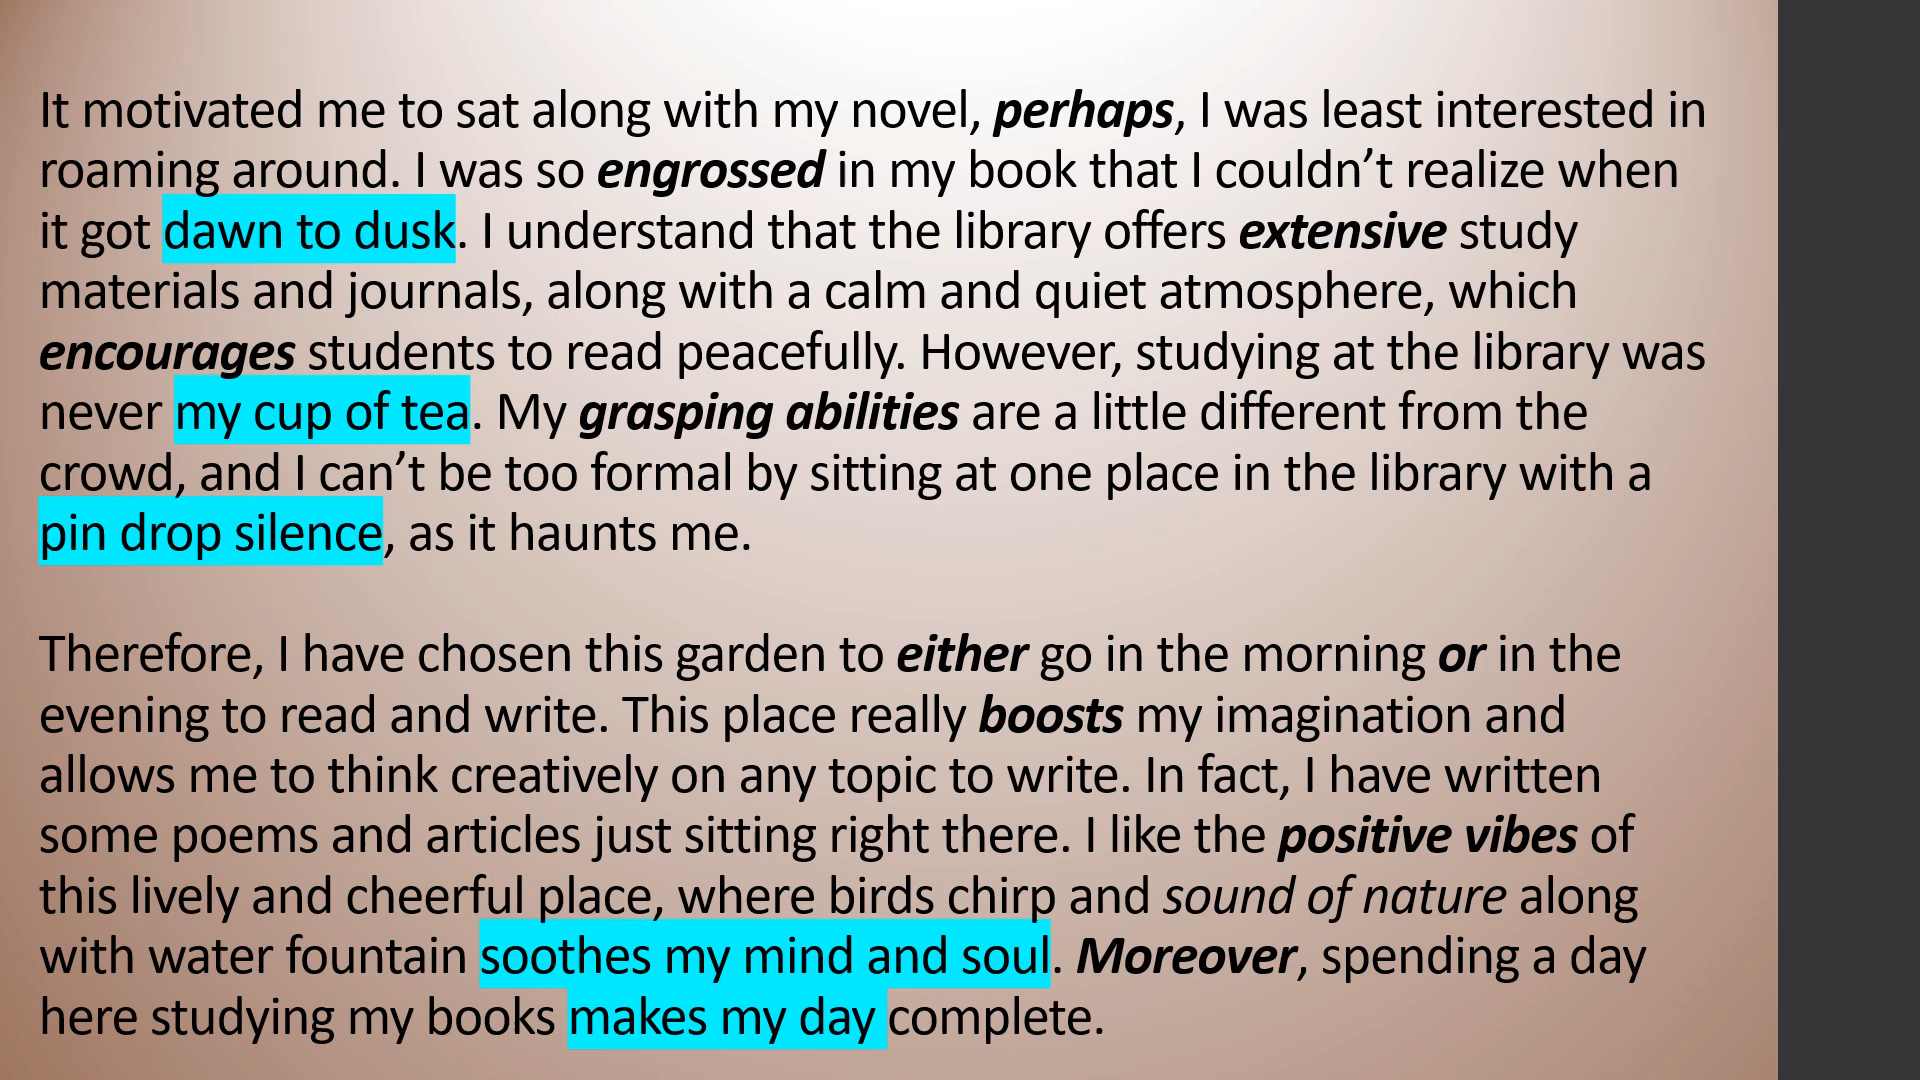 It motivated me to sat along with my novel, perhaps, I was least interested in
roaming around. I was so engrossed in my book that I couldn’t realize when
it got dawn to dusk. I understand that the library offers extensive study
materials and journals, along with a calm and quiet atmosphere, which
encourages students to read peacefully. However, studying at the library was
never my cup of tea. My grasping abilities are a little different from the
crowd, and I can’t be too formal by sitting at one place in the library with a
pin drop silence, as it haunts me.
Therefore, I have chosen this garden to either go in the morning or in the
evening to read and write. This place really boosts my imagination and
allows me to think creatively on any topic to write. In fact, I have written
some poems and articles just sitting right there. I like the positive vibes of
this lively and cheerful place, where birds chirp and sound of nature along
with water fountain soothes my mind and soul. Moreover, spending a day
here studying my books makes my day complete.